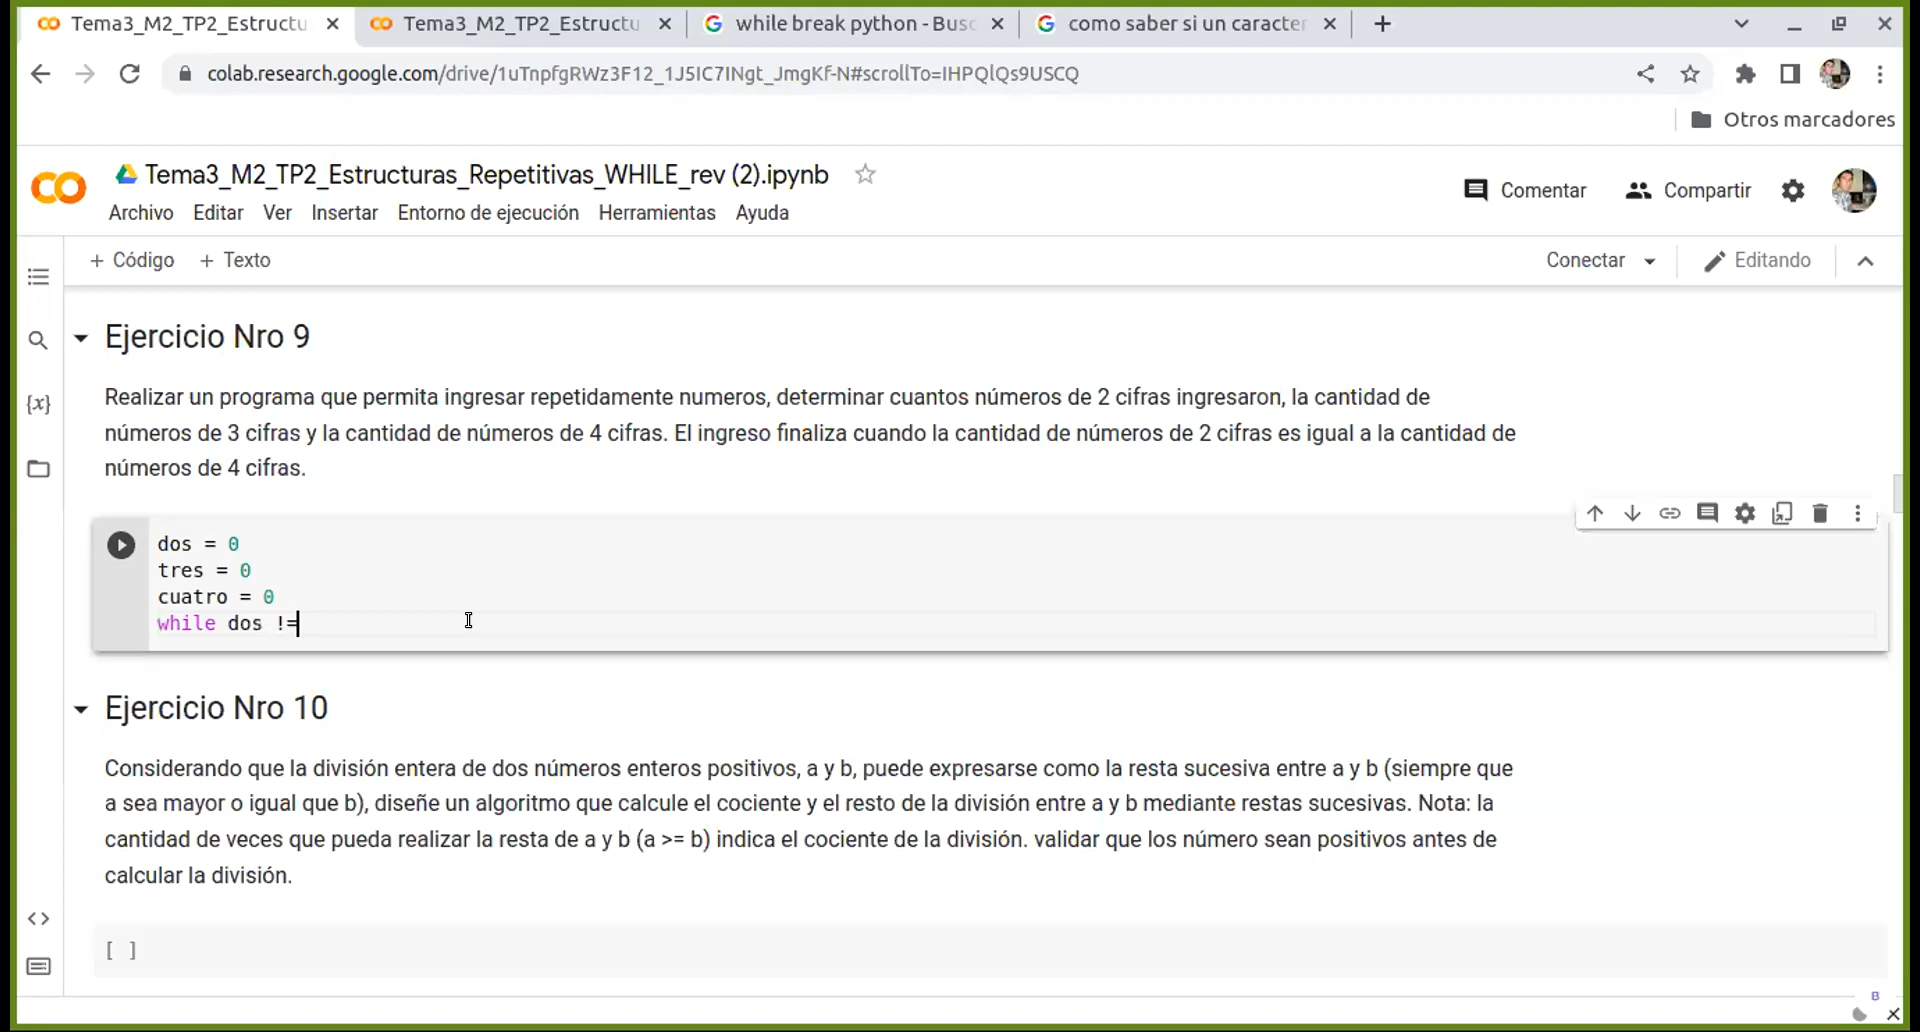 Tema3_M2_TP2_Estructu
Tema3_M2_TP2_Estructu
while break python - Bus
como saber si un caracter
colab.research.google.com/drive/1uTnpfgRWz3F12_1J5IC7INgt_JmgKf-N#scrollTo=IHPQlQs9USCQ
Otros marcadores
Tema3_M2_TP2_Estructuras_Repetitivas_WHILE_rev (2).ipynb
Comentar
Compartir
Archivo Editar Ver Insertar Entorno de ejecución Herramientas Ayuda
+ Código + Texto
Conectar
Editando
Ejercicio Nro 9
Realizar un programa que permita ingresar repetidamente numeros, determinar cuantos números de 2 cifras ingresaron, la cantidad de
números de 3 cifras y la cantidad de números de 4 cifras. El ingreso finaliza cuando la cantidad de números de 2 cifras es igual a la cantidad de
números de 4 cifras.
dos = 0
tres = 0
cuatro = 0
while dos !=
Ejercicio Nro 10
Considerando que la división entera de dos números enteros positivos, a y b, puede expresarse como la resta sucesiva entre a y b (siempre que
a sea mayor o igual que b), diseñe un algoritmo que calcule el cociente y el resto de la división entre a y b mediante restas sucesivas. Nota: la
cantidad de veces que pueda realizar la resta de a y b (a >= b) indica el cociente de la división. validar que los número sean positivos antes de
calcular la división.
[ ]
B